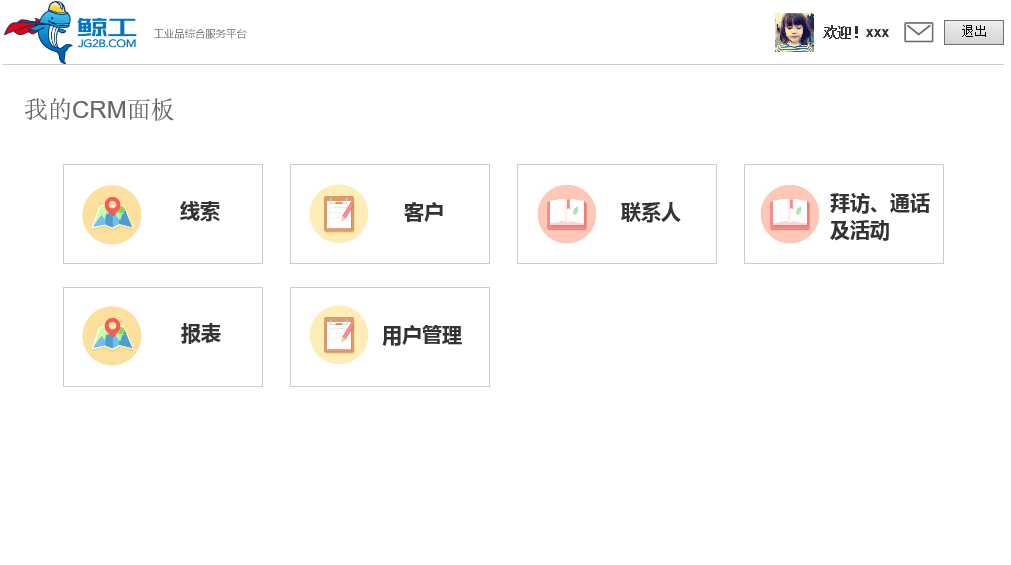 鲸工
JG2B.COM
工业品综合服务平台
欢迎！xxx
退出
我的CRM面板
线索
客户
联系人
拜访、通话
及活动
报表
用户管理